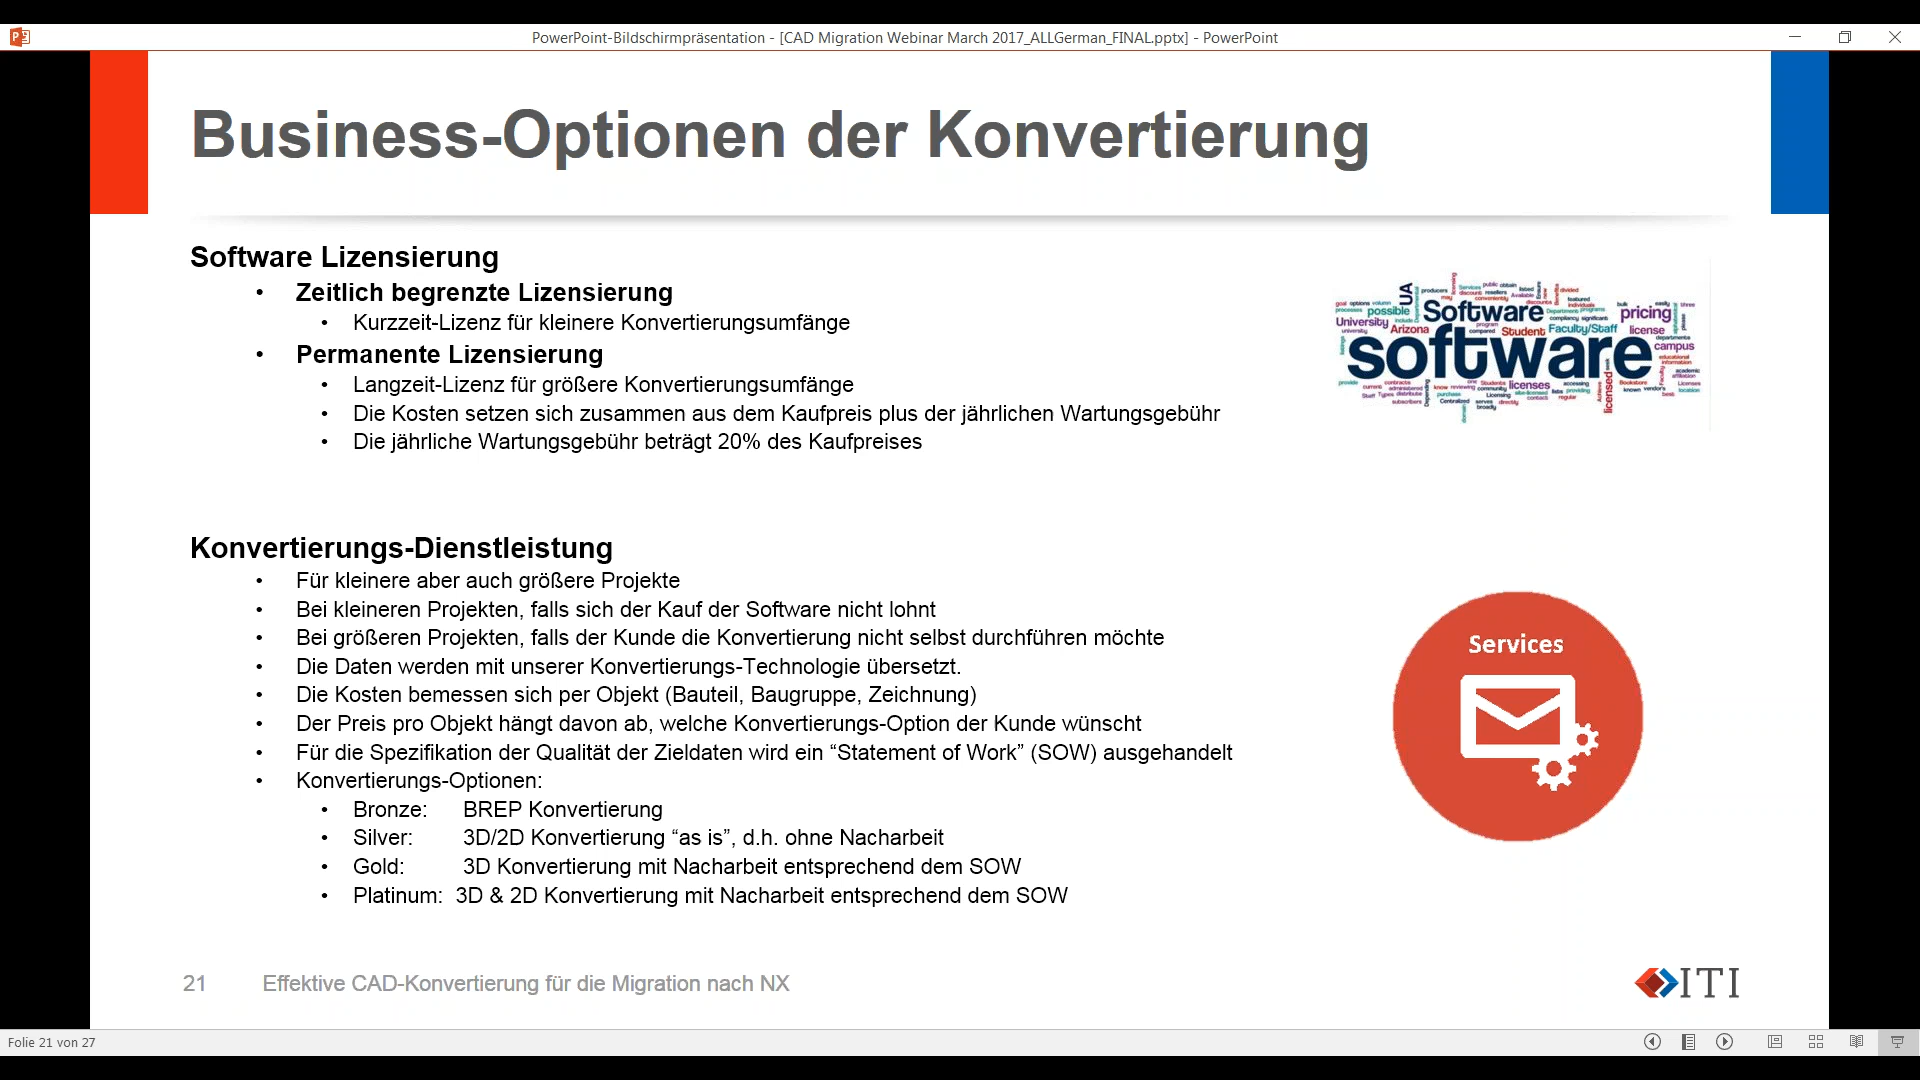 PowerPoint-Bildschirmpräsentation - [CAD Migration Webinar March 2017_ALLGerman_FINAL.pptx] - PowerPoint
Business-Optionen der Konvertierung
Software Lizensierung
• Zeitlich begrenzte Lizensierung
• Kurzzeit-Lizenz für kleinere Konvertierungsumfänge
• Permanente Lizensierung
• Langzeit-Lizenz für größere Konvertierungsumfänge
• Die Kosten setzen sich zusammen aus dem Kaufpreis plus der jährlichen Wartungsgebühr
• Die jährliche Wartungsgebühr beträgt 20% des Kaufpreises
UA
possible
Software
pricing
University
Arizona
Student
Faculty/Staff
license
software
campus
licenses
licensed
Konvertierungs-Dienstleistung
• Für kleinere aber auch größere Projekte
• Bei kleineren Projekten, falls sich der Kauf der Software nicht lohnt
• Bei größeren Projekten, falls der Kunde die Konvertierung nicht selbst durchführen möchte
• Die Daten werden mit unserer Konvertierungs-Technologie übersetzt.
• Die Kosten bemessen sich per Objekt (Bauteil, Baugruppe, Zeichnung)
• Der Preis pro Objekt hängt davon ab, welche Konvertierungs-Option der Kunde wünscht
• Für die Spezifikation der Qualität der Zieldaten wird ein “Statement of Work” (SOW) ausgehandelt
• Konvertierungs-Optionen:
• Bronze: BREP Konvertierung
• Silver: 3D/2D Konvertierung “as is”, d.h. ohne Nacharbeit
• Gold: 3D Konvertierung mit Nacharbeit entsprechend dem SOW
• Platinum: 3D & 2D Konvertierung mit Nacharbeit entsprechend dem SOW
Services
21 Effektive CAD-Konvertierung für die Migration nach NX
ITI
Folie 21 von 27